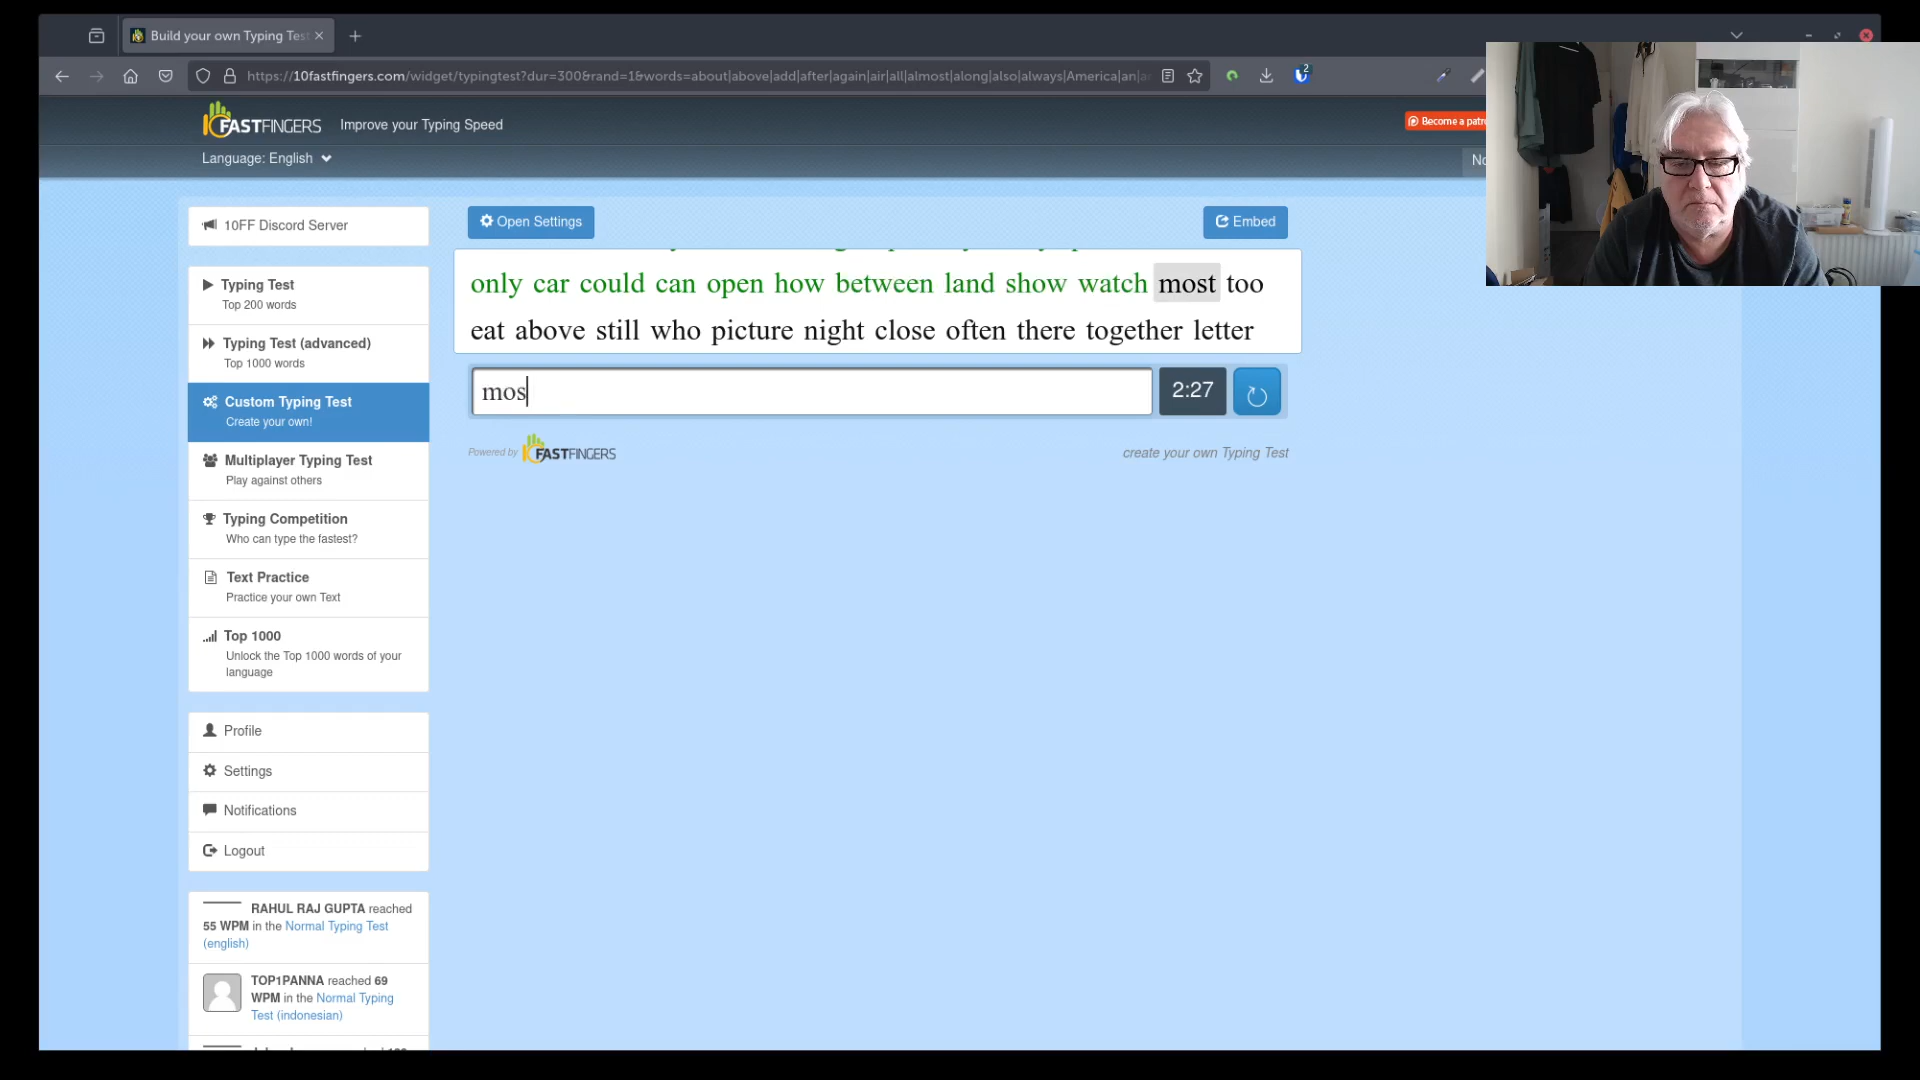 Build your own Typing Tes
https://10fastfingers.com/widget/typingtest?dur=300&rand=1&words=about|above|add|after|again|air|all|almost|along|also|always|America|an|a
2
FASTFINGERS Improve your Typing Speed
Become a patr
Language: English
No
10FF Discord Server
Typing Test
Top 200 words
Typing Test (advanced)
Top 1000 words
Custom Typing Test
Create your own!
Multiplayer Typing Test
Play against others
Typing Competition
Who can type the fastest?
Text Practice
Practice your own Text
Top 1000
Unlock the Top 1000 words of your
language
Profile
Settings
Notifications
Logout
RAHUL RAJ GUPTA reached
55 WPM in the Normal Typing Test
(english)
TOP1PANNA reached 69
WPM in the Normal Typing
Test (indonesian)
Open Settings
Embed
only car could can open how between land show watch most too
eat above still who picture night close often there together letter
mos
2:27
Powered by FASTFINGERS
create your own Typing Test